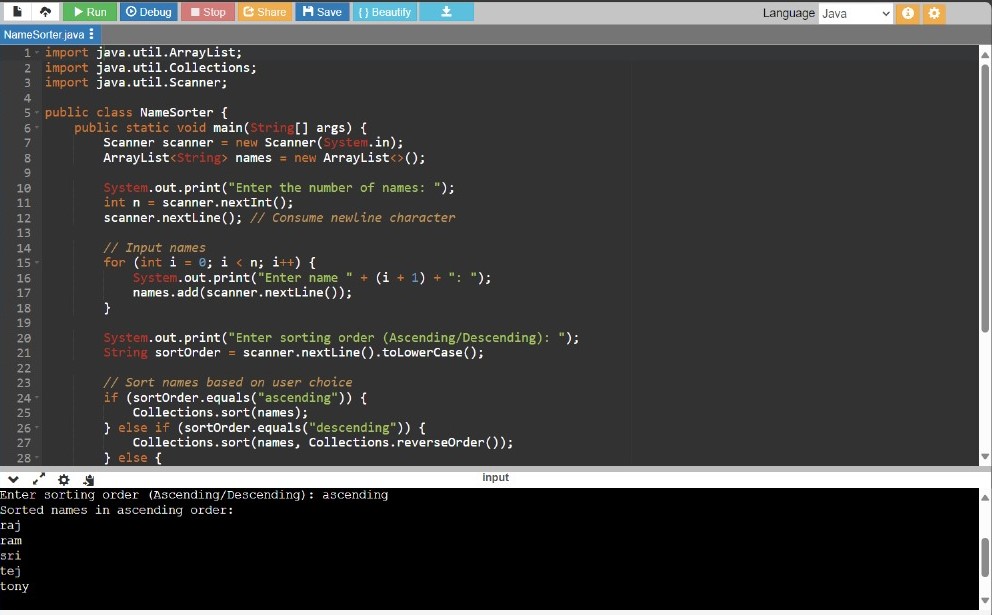 Run Debug Stop Share Save { } Beautify Language Java
NameSorter.java
1 import java.util.ArrayList;
2 import java.util.Collections;
3 import java.util.Scanner;
4
5 public class NameSorter {
6 public static void main(String[] args) {
7 Scanner scanner = new Scanner(System.in);
8 ArrayList<String> names = new ArrayList<>();
9
10 System.out.print("Enter the number of names: ");
11 int n = scanner.nextInt();
12 scanner.nextLine(); // Consume newline character
13
14 // Input names
15 for (int i = 0; i < n; i++) {
16 System.out.print("Enter name " + (i + 1) + ": ");
17 names.add(scanner.nextLine());
18 }
19
20 System.out.print("Enter sorting order (Ascending/Descending): ");
21 String sortOrder = scanner.nextLine().toLowerCase();
22
23 // Sort names based on user choice
24 if (sortOrder.equals("ascending")) {
25 Collections.sort(names);
26 } else if (sortOrder.equals("descending")) {
27 Collections.sort(names, Collections.reverseOrder());
28 } else {
input
Enter sorting order (Ascending/Descending): ascending
Sorted names in ascending order:
raj
ram
sri
tej
tony